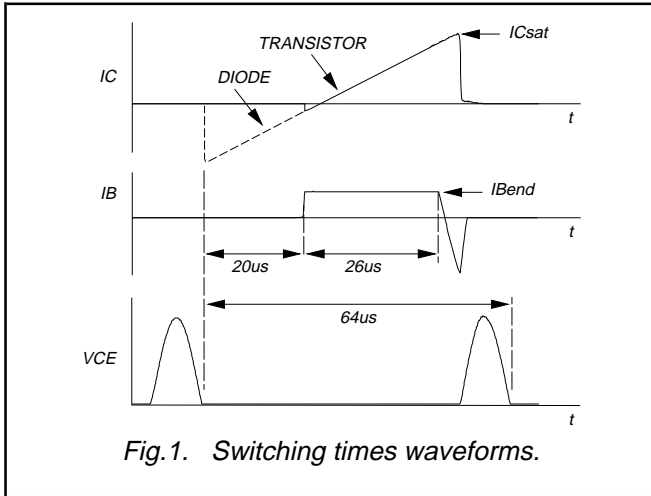 ICsat
TRANSISTOR
IC
DIODE
t
IB
IBend
t
20us
26us
64us
VCE
t
Fig.1. Switching times waveforms.